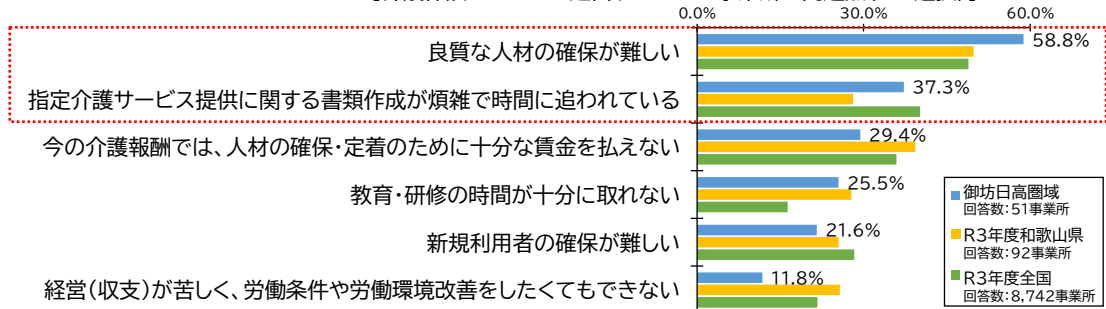 0.0% 30.0% 60.0%
良質な人材の確保が難しい 58.8%
指定介護サービス提供に関する書類作成が煩雑で時間に追われている 37.3%
今の介護報酬では、人材の確保・定着のために十分な賃金を払えない 29.4%
教育・研修の時間が十分に取れない 25.5%
新規利用者の確保が難しい 21.6%
経営(収支)が苦しく、労働条件や労働環境改善をしたくてもできない 11.8%
御坊日高圏域
回答数:51事業所
R3年度和歌山県
回答数:92事業所
R3年度全国
回答数:8,742事業所